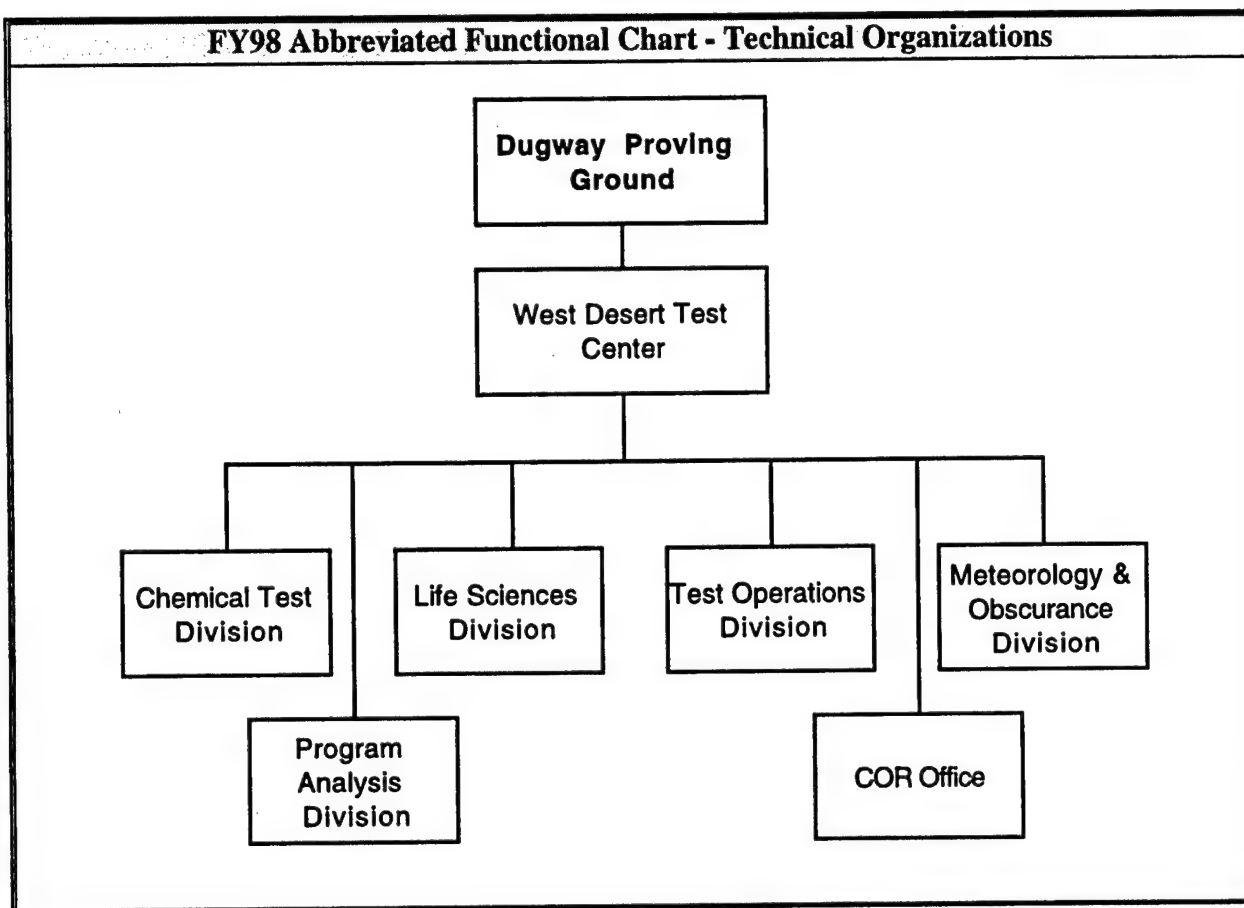 FY98 Abbreviated Functional Chart - Technical Organizations
Dugway Proving
Ground
West Desert Test
Center
Chemical Test
Division
Life Sciences
Division
Test Operations
Division
Meteorology &
Obscurance
Division
Program
Analysis
Division
COR Office